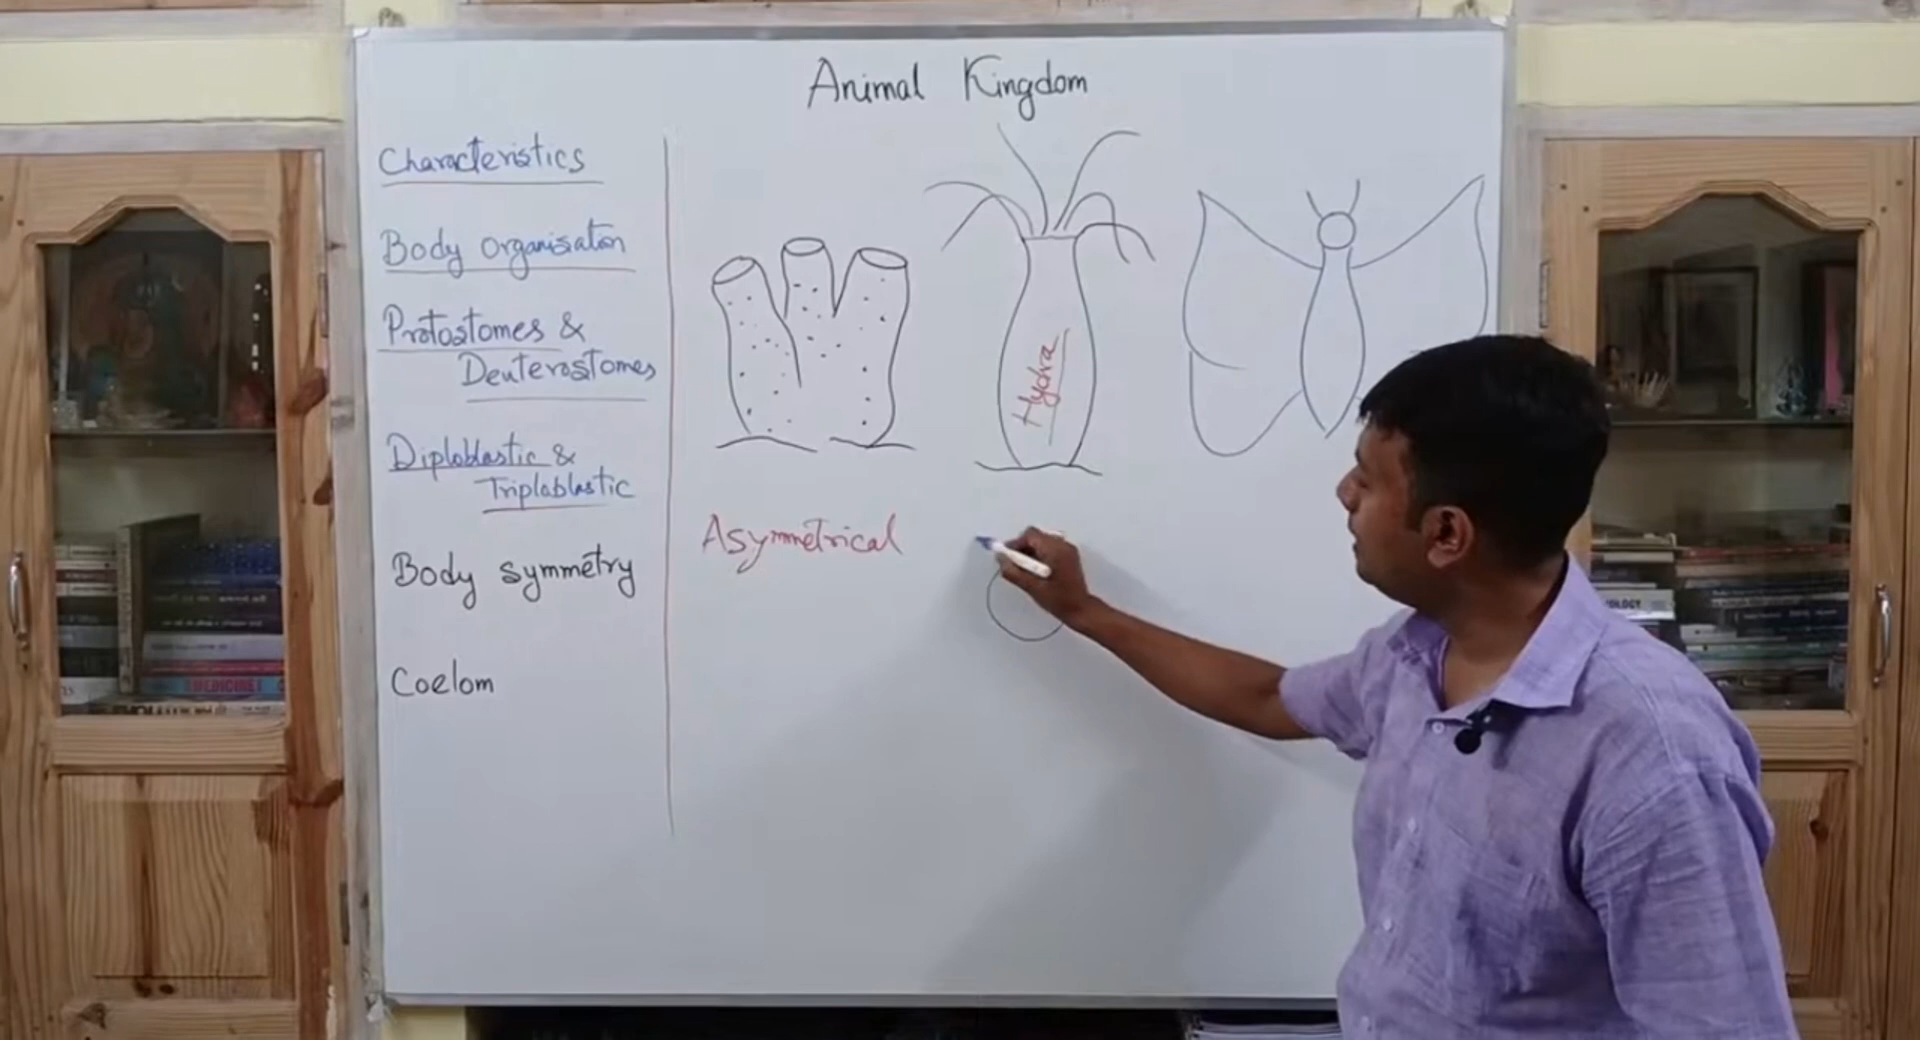 Animal Kingdom
Characteristics
Body Organisation
Protostomes &
Deuterostomes
Diploblastic &
Triploblastic
Body symmetry
Coelom
Hydra
Asymmetrical